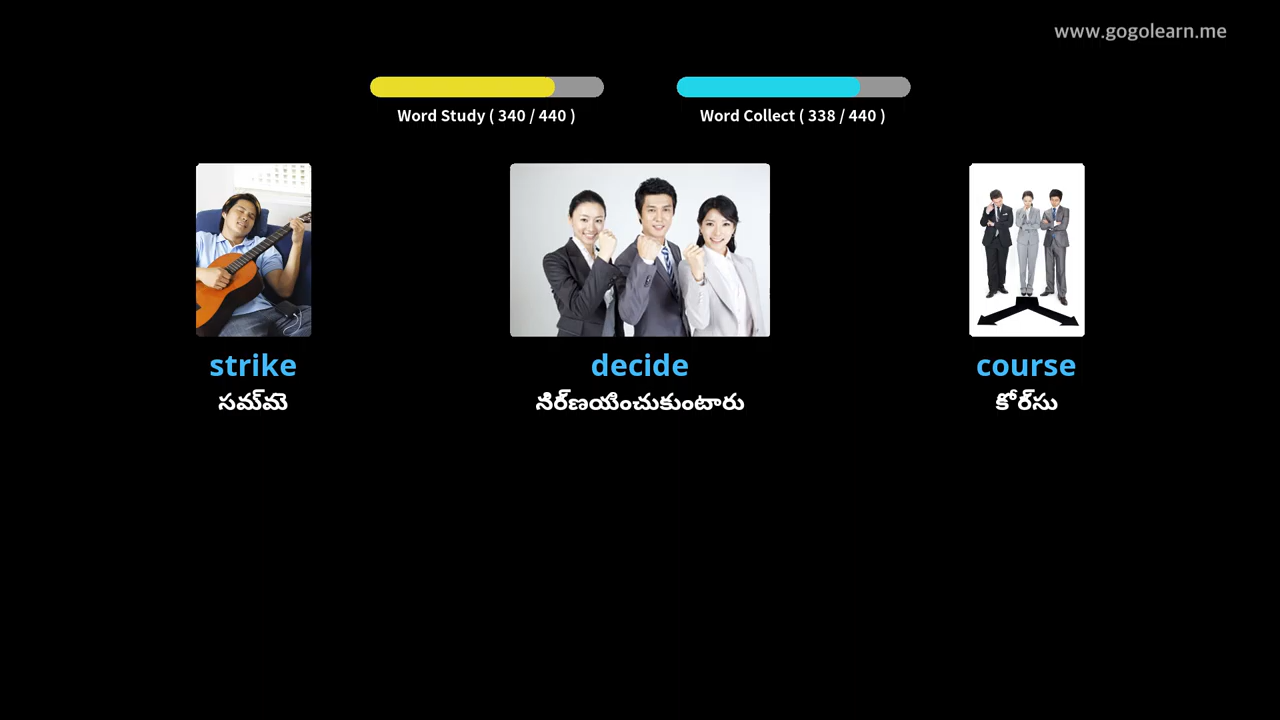 www.gogolearn.me
Word Study ( 340 / 440 )
Word Collect ( 338 / 440 )
strike
decide
course
సమ్మె
నిర్ణయించుకుంటారు
కోర్సు